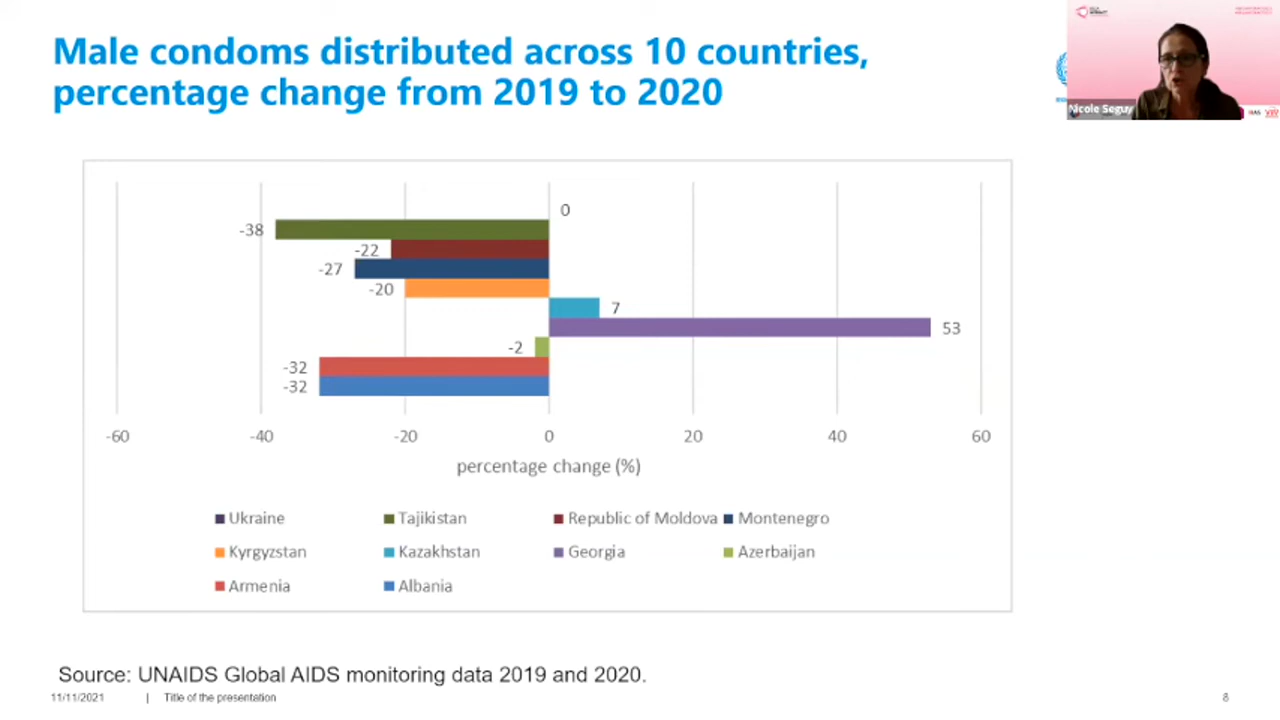 Male condoms distributed across 10 countries,
percentage change from 2019 to 2020
Nicole Seguy
0
-38
-22
-27
-20
7
53
-2
-32
-32
-60 -40 -20 0 20 40 60
percentage change (%)
Ukraine Tajikistan Republic of Moldova Montenegro
Kyrgyzstan Kazakhstan Georgia Azerbaijan
Armenia Albania
Source: UNAIDS Global AIDS monitoring data 2019 and 2020.
11/11/2021 | Title of the presentation 8